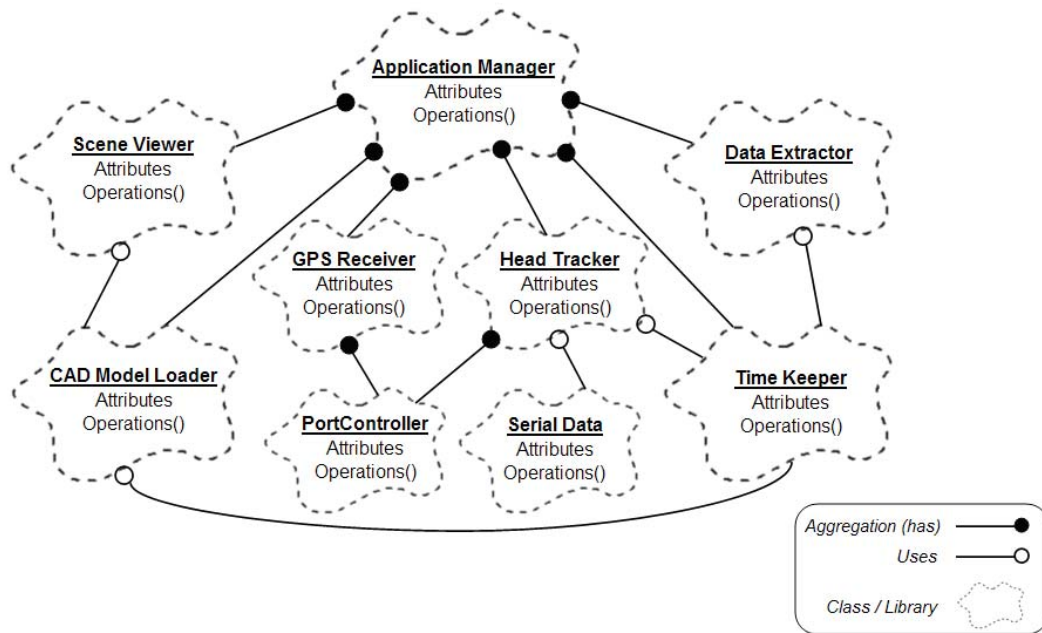 Application Manager
Attributes
Operations()
Scene Viewer
Attributes
Operations()
Data Extractor
Attributes
Operations()
GPS Receiver
Attributes
Operations()
Head Tracker
Attributes
Operations()
CAD Model Loader
Attributes
Operations()
PortController
Attributes
Operations()
Serial Data
Attributes
Operations()
Time Keeper
Attributes
Operations()
Aggregation (has)
Uses
Class / Library